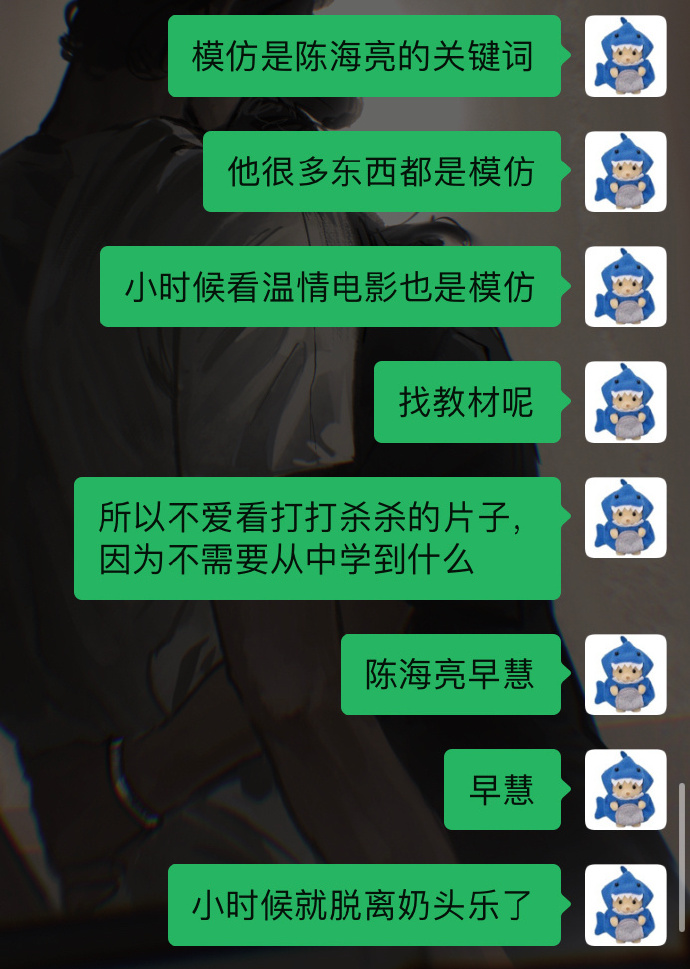 模仿是陈海亮的关键词
他很多东西都是模仿
小时候看温情电影也是模仿
找教材呢
所以不爱看打打杀杀的片子，
因为不需要从中学到什么
陈海亮早慧
早慧
小时候就脱离奶头乐了